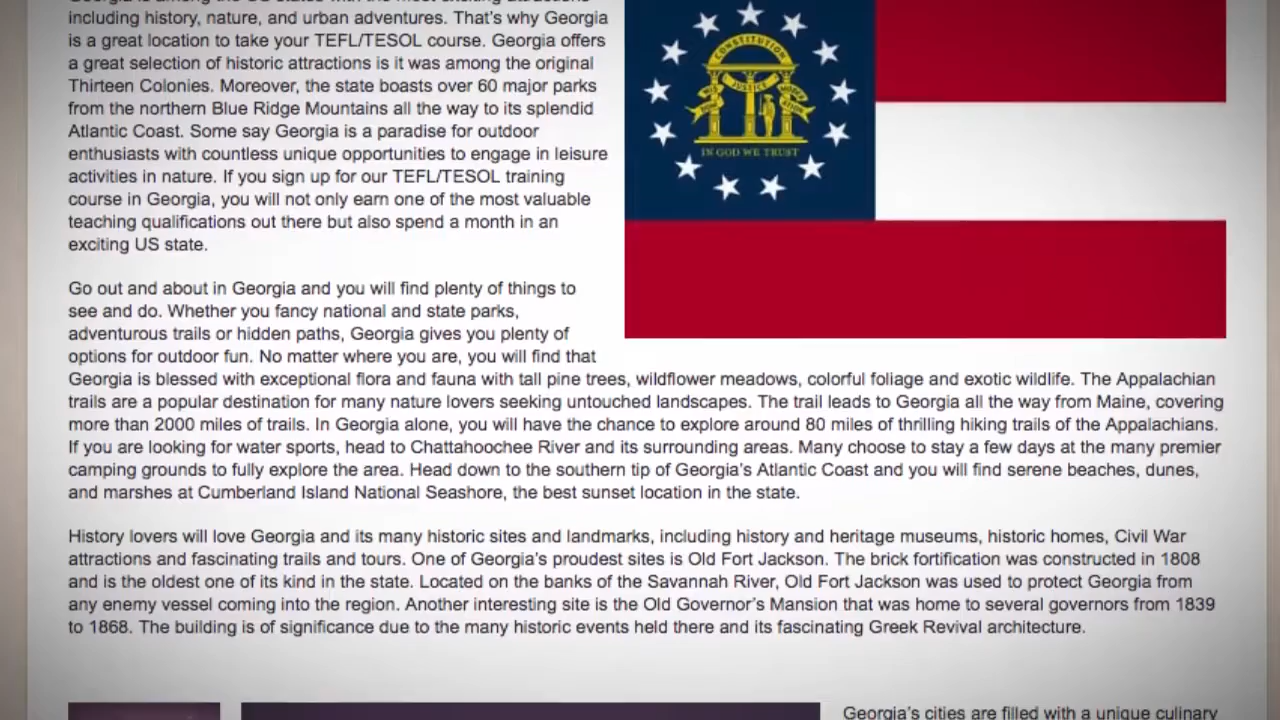 Georgia is among the US states with the most exciting attractions
including history, nature, and urban adventures. That's why Georgia
is a great location to take your TEFL/TESOL course. Georgia offers
a great selection of historic attractions is it was among the original
Thirteen Colonies. Moreover, the state boasts over 60 major parks
from the northern Blue Ridge Mountains all the way to its splendid
Atlantic Coast. Some say Georgia is a paradise for outdoor
enthusiasts with countless unique opportunities to engage in leisure
activities in nature. If you sign up for our TEFL/TESOL training
course in Georgia, you will not only earn one of the most valuable
teaching qualifications out there but also spend a month in an
exciting US state.
CONSTITUTION
JUSTICE
IN GOD WE TRUST
Go out and about in Georgia and you will find plenty of things to
see and do. Whether you fancy national and state parks,
adventurous trails or hidden paths, Georgia gives you plenty of
options for outdoor fun. No matter where you are, you will find that
Georgia is blessed with exceptional flora and fauna with tall pine trees, wildflower meadows, colorful foliage and exotic wildlife. The Appalachian
trails are a popular destination for many nature lovers seeking untouched landscapes. The trail leads to Georgia all the way from Maine, covering
more than 2000 miles of trails. In Georgia alone, you will have the chance to explore around 80 miles of thrilling hiking trails of the Appalachians.
If you are looking for water sports, head to Chattahoochee River and its surrounding areas. Many choose to stay a few days at the many premier
camping grounds to fully explore the area. Head down to the southern tip of Georgia's Atlantic Coast and you will find serene beaches, dunes,
and marshes at Cumberland Island National Seashore, the best sunset location in the state.
History lovers will love Georgia and its many historic sites and landmarks, including history and heritage museums, historic homes, Civil War
attractions and fascinating trails and tours. One of Georgia's proudest sites is Old Fort Jackson. The brick fortification was constructed in 1808
and is the oldest one of its kind in the state. Located on the banks of the Savannah River, Old Fort Jackson was used to protect Georgia from
any enemy vessel coming into the region. Another interesting site is the Old Governor's Mansion that was home to several governors from 1839
to 1868. The building is of significance due to the many historic events held there and its fascinating Greek Revival architecture.
Georgia's cities are filled with a unique culinary